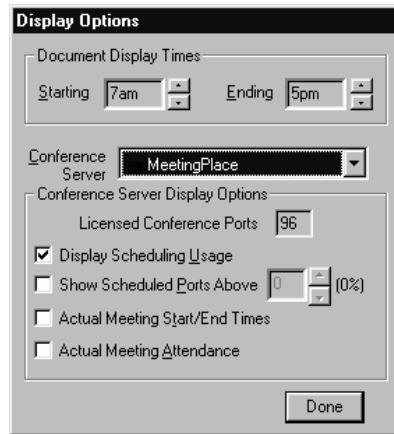 Display Options
Document Display Times
Starting 7am Ending 5pm
Conference Server MeetingPlace
Conference Server Display Options
Licensed Conference Ports 96
Display Scheduling Usage
Show Scheduled Ports Above 0 (0%)
Actual Meeting Start/End Times
Actual Meeting Attendance
Done